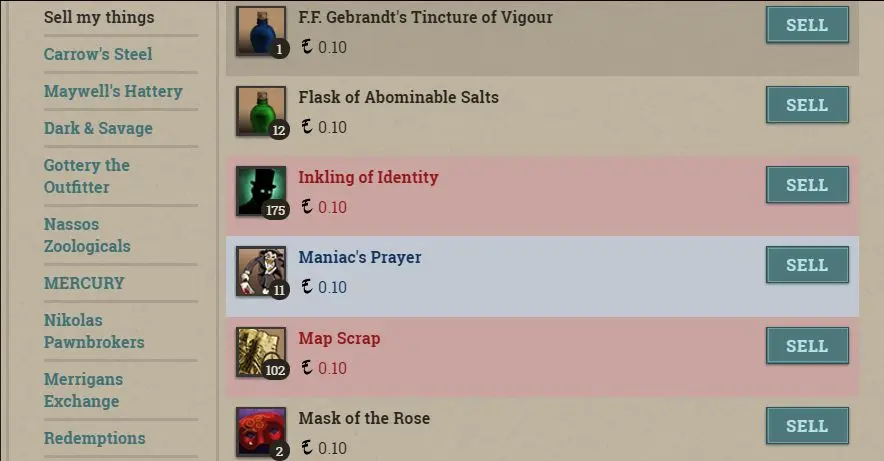 Sell my things
Carrow's Steel
Maywell's Hattery
Dark & Savage
Gottery the
Outfitter
Nassos
Zoologicals
MERCURY
Nikolas
Pawnbrokers
Merrigans
Exchange
Redemptions
F.F. Gebrandt's Tincture of Vigour
1
0.10
SELL
Flask of Abominable Salts
12
0.10
SELL
Inkling of Identity
175
0.10
SELL
Maniac's Prayer
11
0.10
SELL
Map Scrap
102
0.10
SELL
Mask of the Rose
2
0.10
SELL